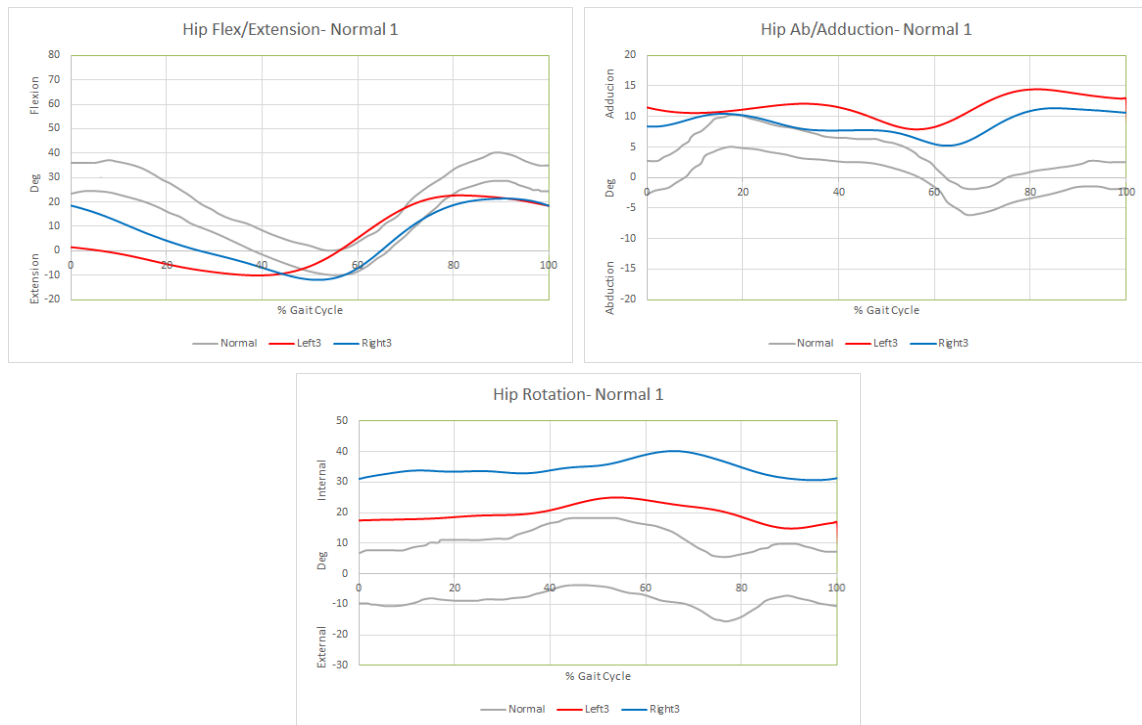 Hip Flex/Extension- Normal 1
Flexion
Deg
Extension
80
70
60
50
40
30
20
10
0
-10
-20
0
20
40
60
80
100
% Gait Cycle
Normal
Left3
Right3
Hip Ab/Adduction- Normal 1
Adducion
Deg
Abduction
20
15
10
5
0
-5
-10
-15
-20
0
20
40
60
80
100
% Gait Cycle
Normal
Left3
Right3
Hip Rotation- Normal 1
Internal
Deg
External
50
40
30
20
10
0
-10
-20
-30
0
20
40
60
80
100
% Gait Cycle
Normal
Left3
Right3